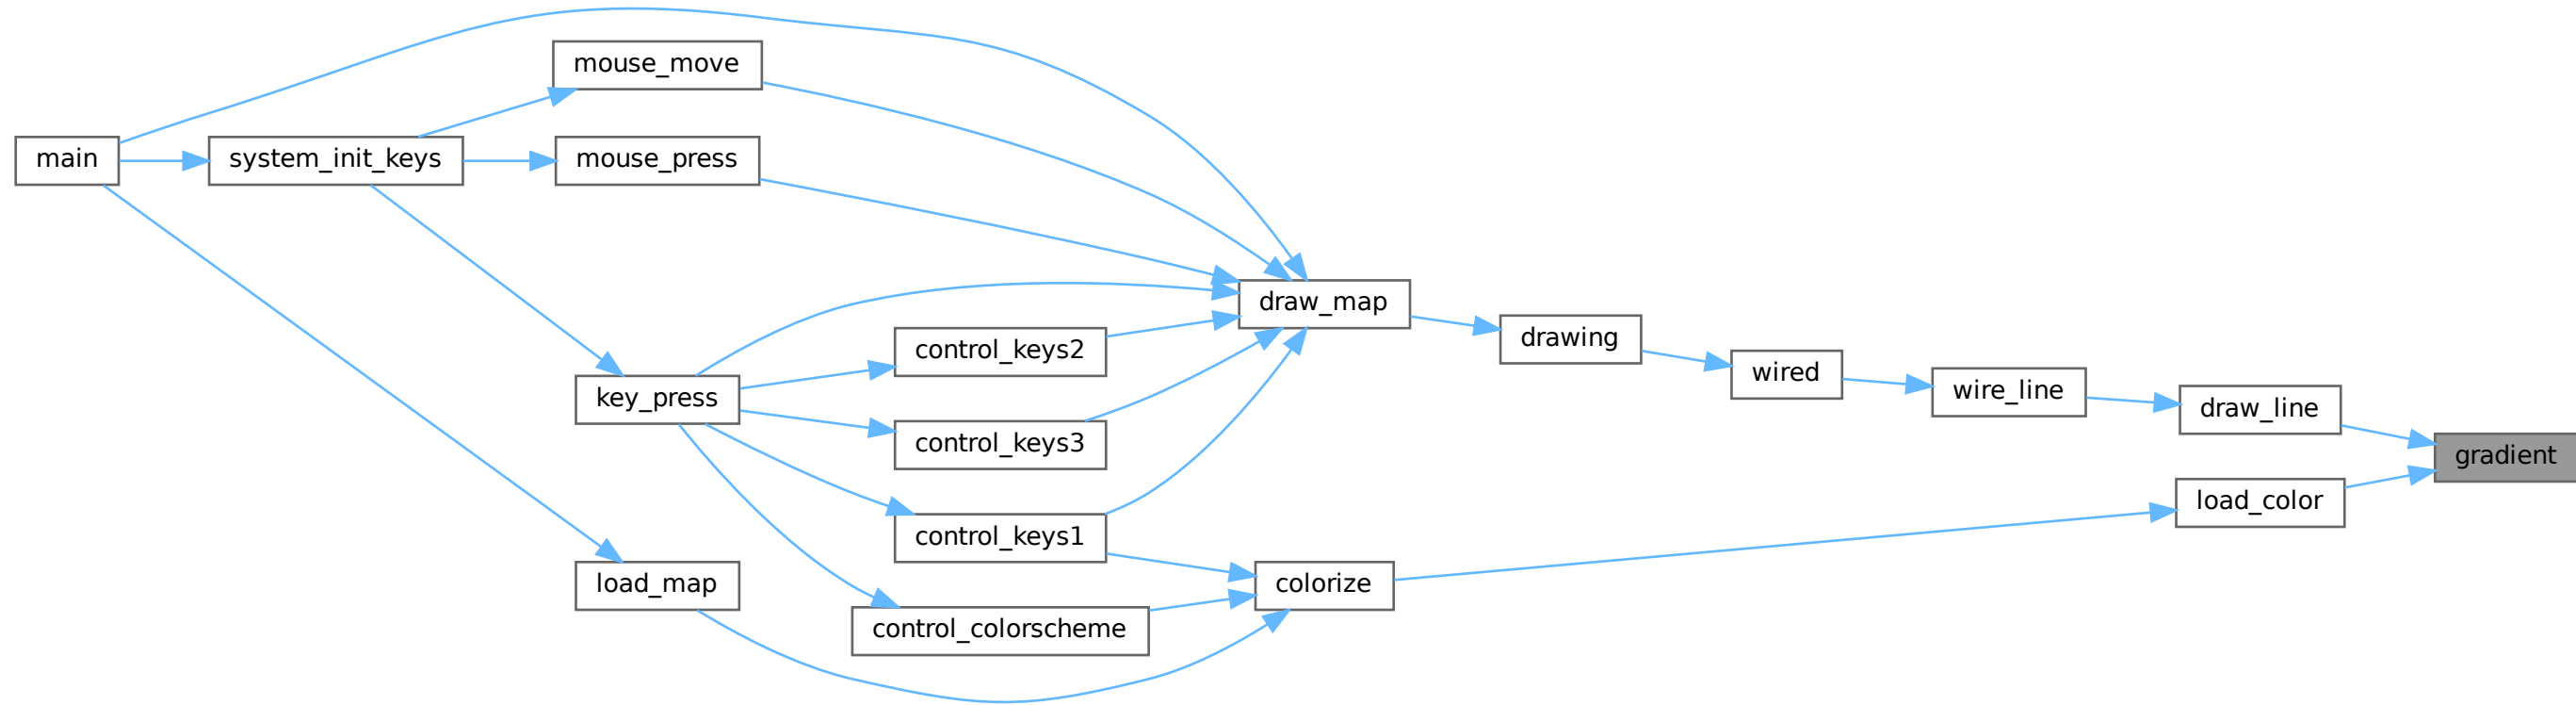 mouse_move
main
system_init_keys
mouse_press
draw_map
drawing
control_keys2
wired
wire_line
key_press
draw_line
control_keys3
gradient
load_color
control_keys1
load_map
colorize
control_colorscheme